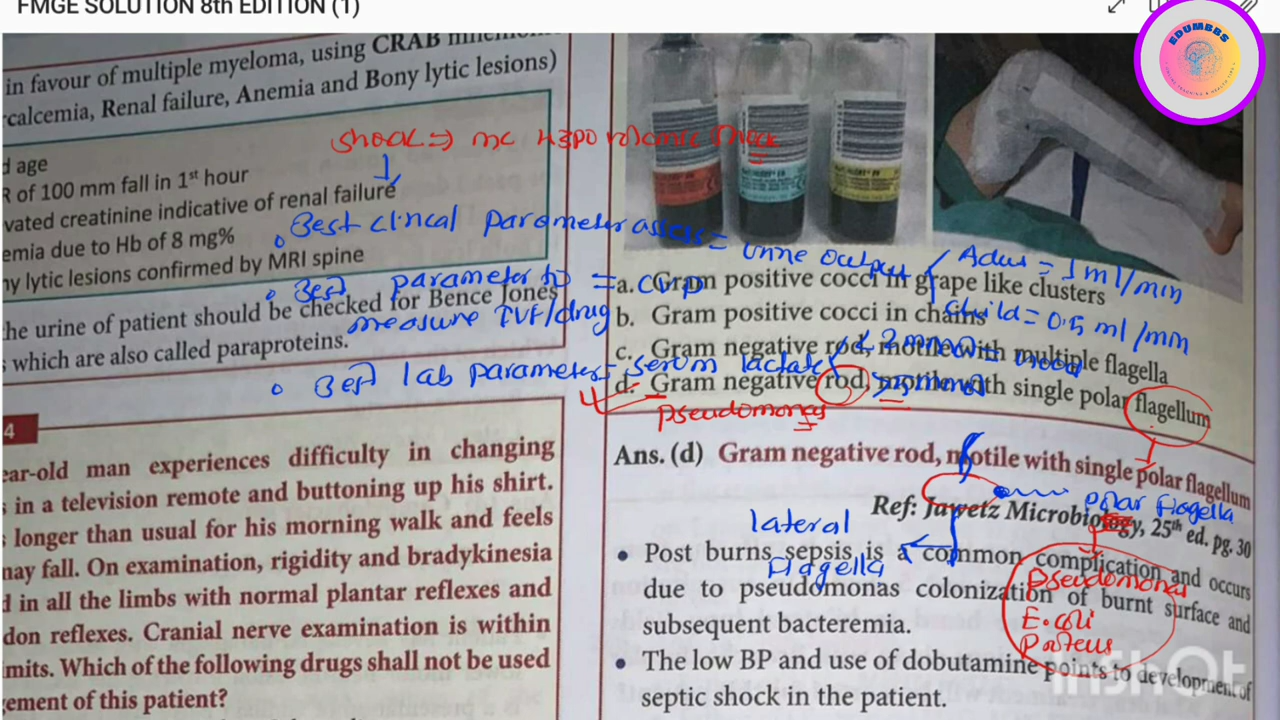 FMGE SOLUTION 8th EDITION (1)
EDUMBBS
in favour of multiple myeloma, using CRAB
calcemia, Renal failure, Anemia and Bony lytic lesions)
age
R of 100 mm fall in 1st hour
vated creatinine indicative of renal failure
emia due to Hb of 8 mg%
ny lytic lesions confirmed by MRI spine
he urine of patient should be checked for Bence Jones
which are also called paraproteins.
4
ear-old man experiences difficulty in changing
in a television remote and buttoning up his shirt.
longer than usual for his morning walk and feels
may fall. On examination, rigidity and bradykinesia
d in all the limbs with normal plantar reflexes and
don reflexes. Cranial nerve examination is within
mits. Which of the following drugs shall not be used
gement of this patient?
shock => mc hypovolemic shock
Best clincal parameter assess = urine output
Adus = 1 ml/min
child = 0.5 ml/mm
Best parameter to = CVP
measure IVF/drug
Best lab parameter = serum lactate
a. Gram positive cocci in grape like clusters
b. Gram positive cocci in chains
c. Gram negative rod, motile with multiple flagella
d. Gram negative rod, motile with single polar flagellum
pseudomonas
Ans. (d) Gram negative rod, motile with single polar flagellum
polar flagella
Ref: Jawetz Microbiology, 25th ed. pg. 30
lateral
flagella
• Post burns sepsis is a common complication and occurs
due to pseudomonas colonization of burnt surface and
subsequent bacteremia.
Pseudomonas
E.coli
Proteus
• The low BP and use of dobutamine points to development of
septic shock in the patient.
InShOt